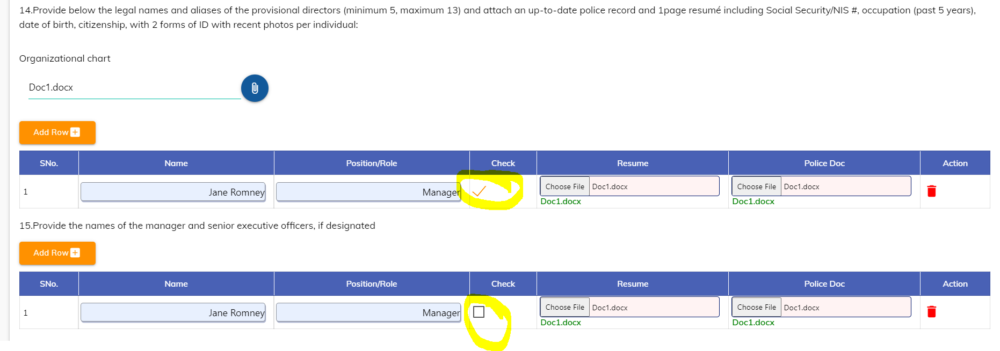 14.Provide below the legal names and aliases of the provisional directors (minimum 5, maximum 13) and attach an up-to-date police record and 1page resumé including Social Security/NIS #, occupation (past 5 years),
date of birth, citizenship, with 2 forms of ID with recent photos per individual:
Organizational chart
Doc1.docx
Add Row
SNo. Name Position/Role Check Resume Police Doc Action
1 Jane Romney Manager Choose File Doc1.docx Choose File Doc1.docx
Doc1.docx Doc1.docx
15.Provide the names of the manager and senior executive officers, if designated
Add Row
SNo. Name Position/Role Check Resume Police Doc Action
1 Jane Romney Manager Choose File Doc1.docx Choose File Doc1.docx
Doc1.docx Doc1.docx